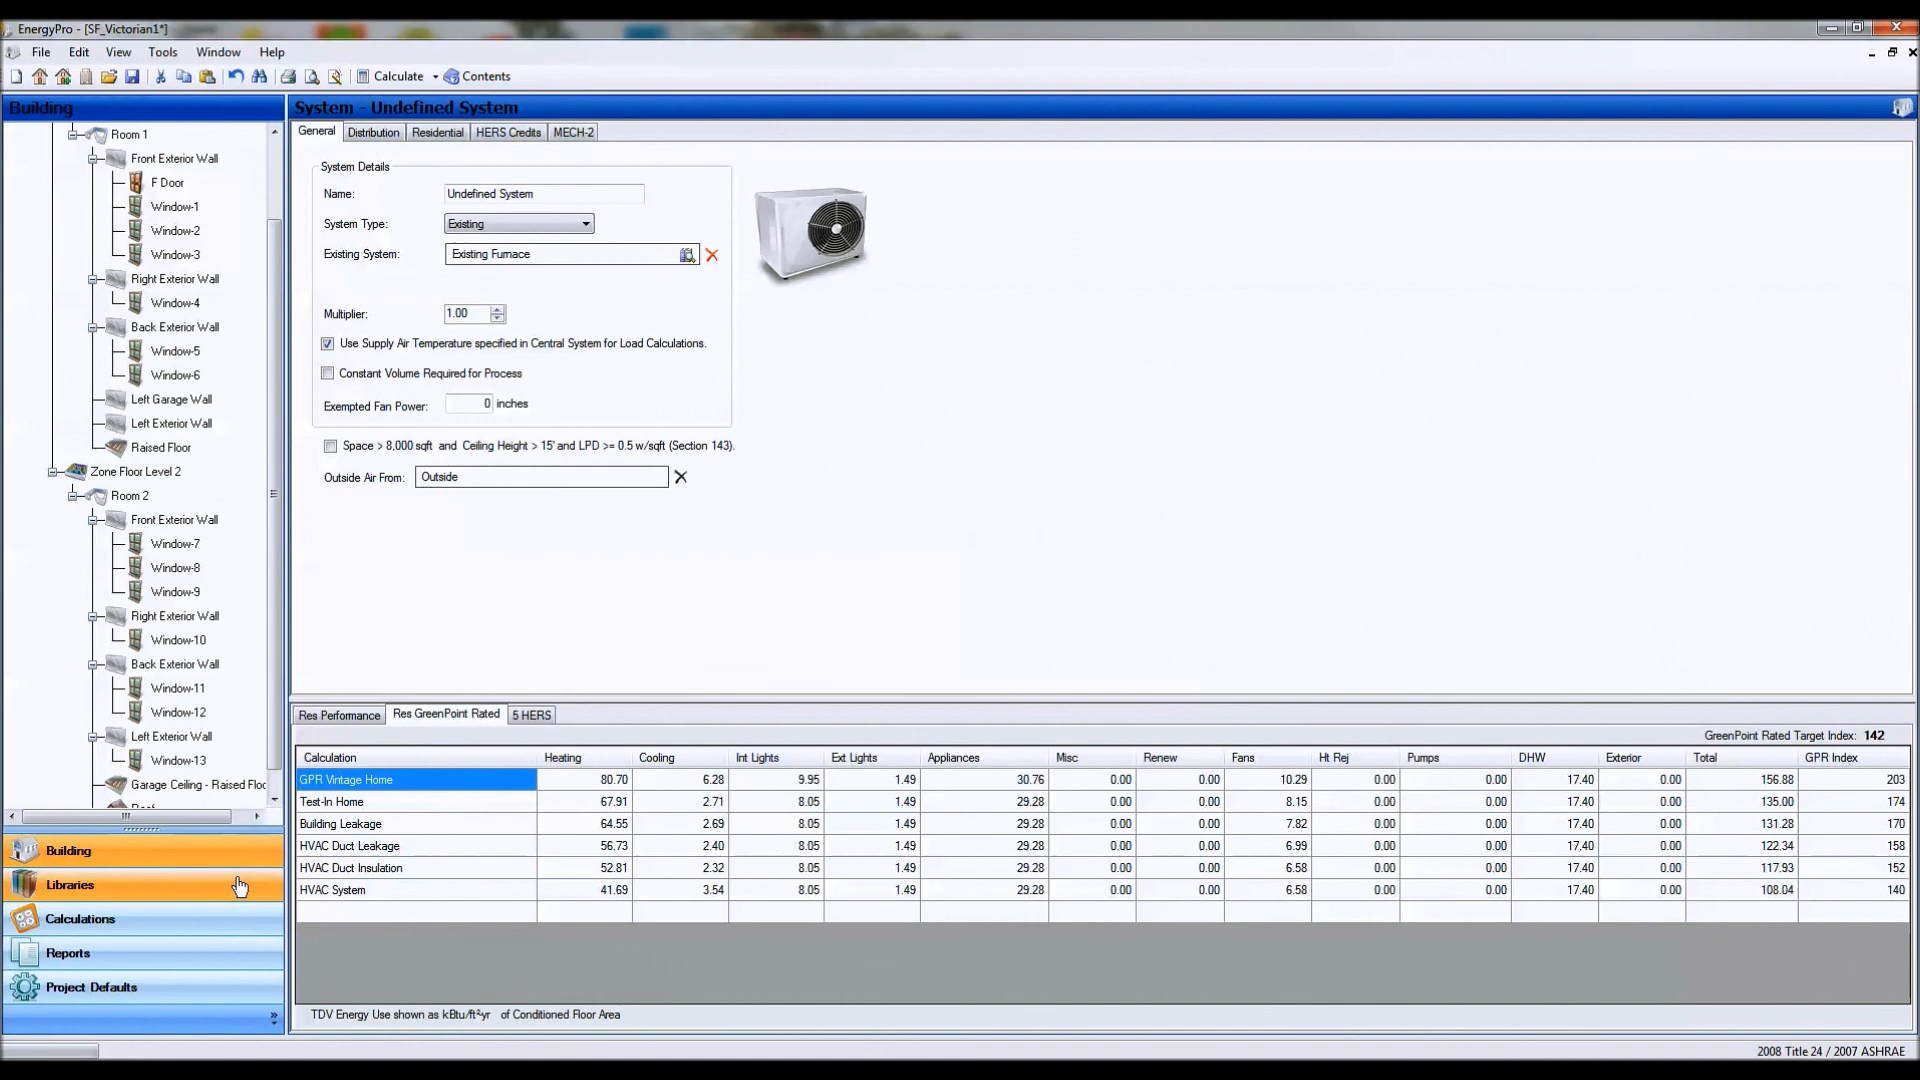 EnergyPro - [SF_Victorian1*]
File Edit View Tools Window Help
Calculate Contents
Building
Room 1
Front Exterior Wall
F Door
Window-1
Window-2
Window-3
Right Exterior Wall
Window-4
Back Exterior Wall
Window-5
Window-6
Left Garage Wall
Left Exterior Wall
Raised Floor
Zone Floor Level 2
Room 2
Front Exterior Wall
Window-7
Window-8
Window-9
Right Exterior Wall
Window-10
Back Exterior Wall
Window-11
Window-12
Left Exterior Wall
Window-13
Garage Ceiling - Raised Floo
Building
Libraries
Calculations
Reports
Project Defaults
System - Undefined System
General Distribution Residential HERS Credits MECH-2
System Details
Name: Undefined System
System Type: Existing
Existing System: Existing Furnace
Multiplier: 1.00
Use Supply Air Temperature specified in Central System for Load Calculations.
Constant Volume Required for Process
Exempted Fan Power: 0 inches
Space > 8,000 sqft and Ceiling Height > 15' and LPD >= 0.5 w/sqft (Section 143).
Outside Air From: Outside
Res Performance Res GreenPoint Rated 5 HERS
GreenPoint Rated Target Index: 142
Calculation Heating Cooling Int Lights Ext Lights Appliances Misc Renew Fans Ht Rej Pumps DHW Exterior Total GPR Index
GPR Vintage Home 80.70 6.28 9.95 1.49 30.76 0.00 0.00 10.29 0.00 0.00 17.40 0.00 156.88 203
Test-In Home 67.91 2.71 8.05 1.49 29.28 0.00 0.00 8.15 0.00 0.00 17.40 0.00 135.00 174
Building Leakage 64.55 2.69 8.05 1.49 29.28 0.00 0.00 7.82 0.00 0.00 17.40 0.00 131.28 170
HVAC Duct Leakage 56.73 2.40 8.05 1.49 29.28 0.00 0.00 6.99 0.00 0.00 17.40 0.00 122.34 158
HVAC Duct Insulation 52.81 2.32 8.05 1.49 29.28 0.00 0.00 6.58 0.00 0.00 17.40 0.00 117.93 152
HVAC System 41.69 3.54 8.05 1.49 29.28 0.00 0.00 6.58 0.00 0.00 17.40 0.00 108.04 140
TDV Energy Use shown as kBtu/ft²-yr of Conditioned Floor Area
2008 Title 24 / 2007 ASHRAE